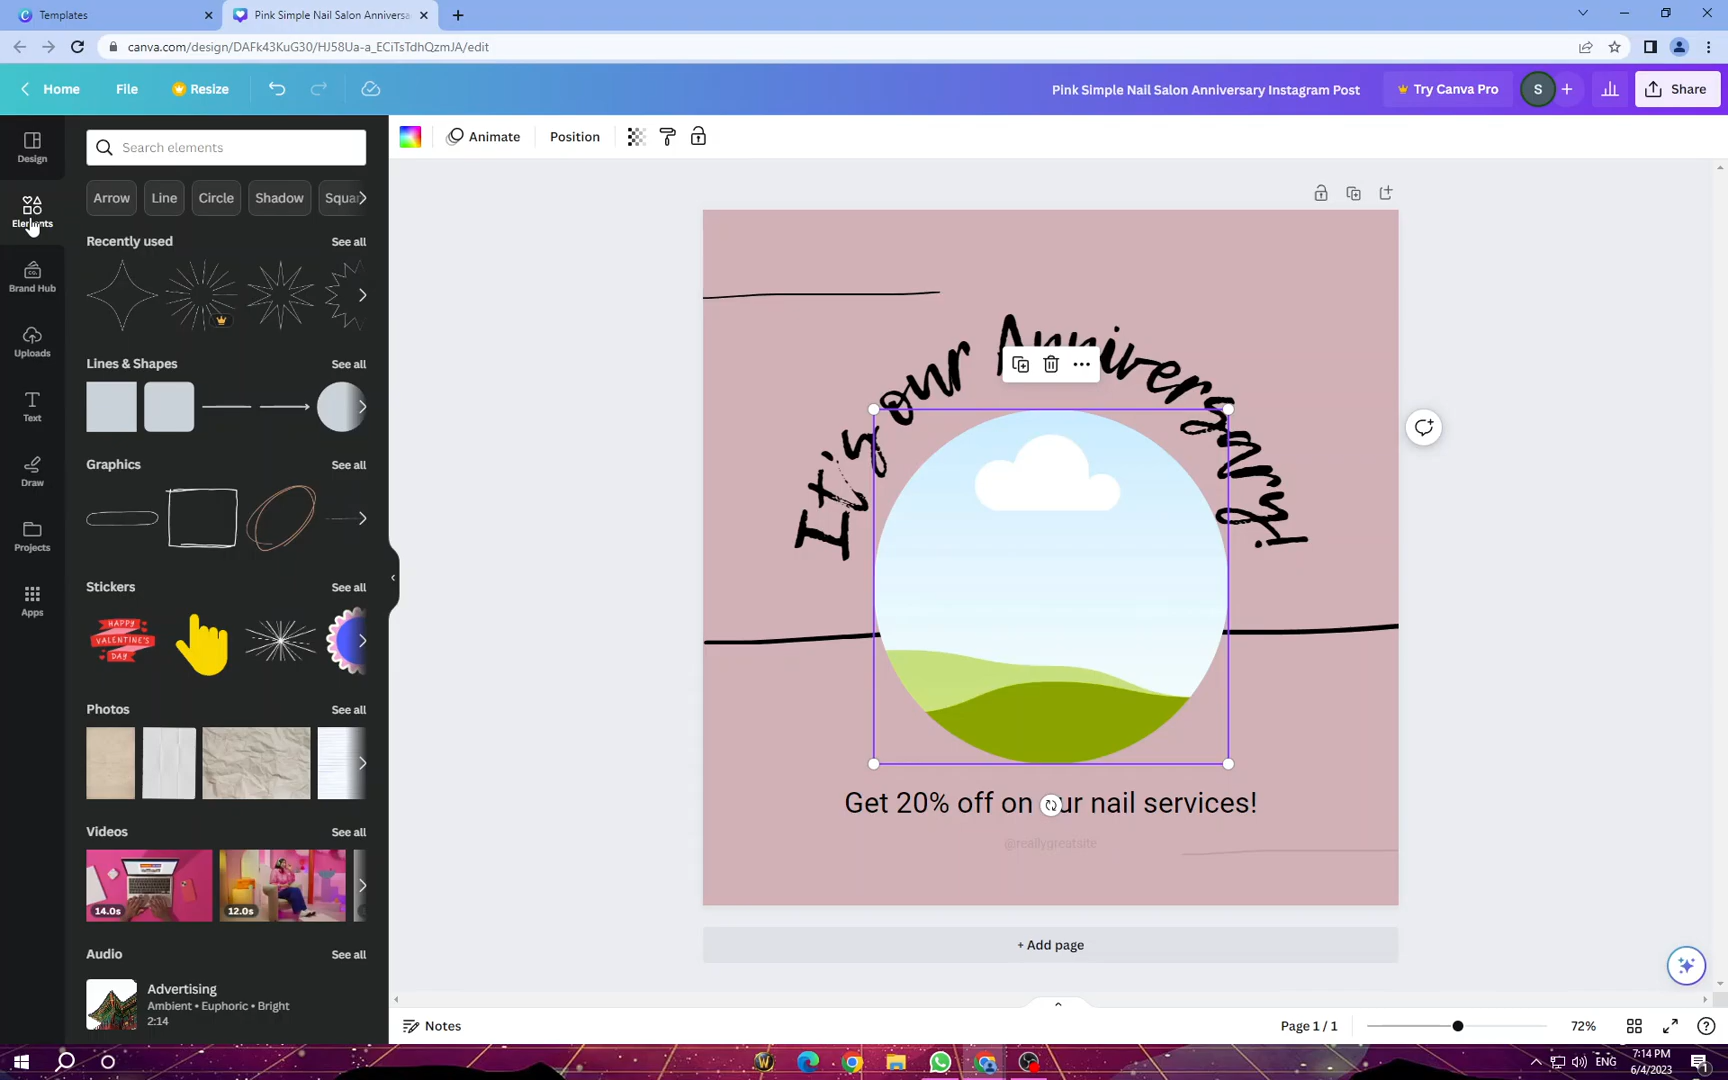 Templates
Pink Simple Nail Salon Anniversa
canva.com/design/DAFk43KuG30/HJ58Ua-a_ECiTsTdhQzmJA/edit
Home
File
Resize
Pink Simple Nail Salon Anniversary Instagram Post
Try Canva Pro
S
Share
Design
Elements
Brand Hub
Uploads
Text
Draw
Projects
Apps
Search elements
Arrow
Line
Circle
Shadow
Squar
Recently used
See all
Lines & Shapes
See all
Graphics
See all
Stickers
See all
HAPPY
VALENTINE'S
DAY
Photos
See all
Videos
See all
14.0s
12.0s
Audio
See all
Advertising
Ambient • Euphoric • Bright
2:14
Animate
Position
It's our Anniversary!
Get 20% off on our nail services!
@reallygreatsite
+ Add page
Notes
Page 1 / 1
72%
ENG
7:14 PM
6/4/2023